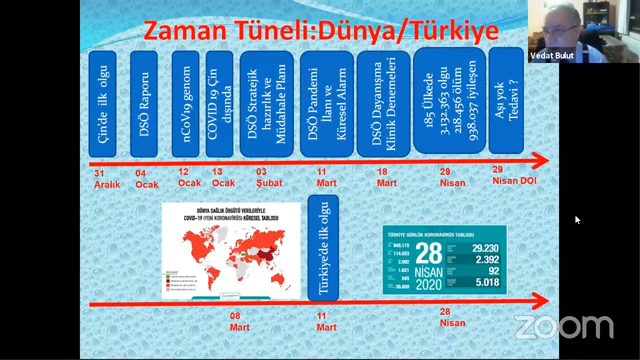 Zaman Tüneli:Dünya/Türkiye
Vedat Bulut
Çinde ilk olgu
DSÖ Raporu
nCoV19 genom
COVID 19 Çin
dışında
DSÖ Stratejik
hazırlık ve
Müdahale Planı
DSÖ Pandemi
İlanı ve
Küresel Alarm
DSÖ Dayanışma
Klinik Denemeleri
185 Ülkede
3.132.363 olgu
218.456 ölüm
938.037 iyileşen
Aşı yok
Tedavi ?
31
Aralık
04
Ocak
12
Ocak
13
Ocak
03
Şubat
11
Mart
18
Mart
29
Nisan
29
Nisan DOI
DÜNYA SAĞLIK ÖRGÜTÜ VERİLERİYLE
COVID-19 (YENİ KORONAVİRÜS) KÜRESEL TABLOSU
Türkiye'de ilk olgu
TÜRKİYE GÜNLÜK KORONAVİRÜS TABLOSU
28
NİSAN
2020
29.230
2.392
92
5.018
08
Mart
11
Mart
28
Nisan
zoom